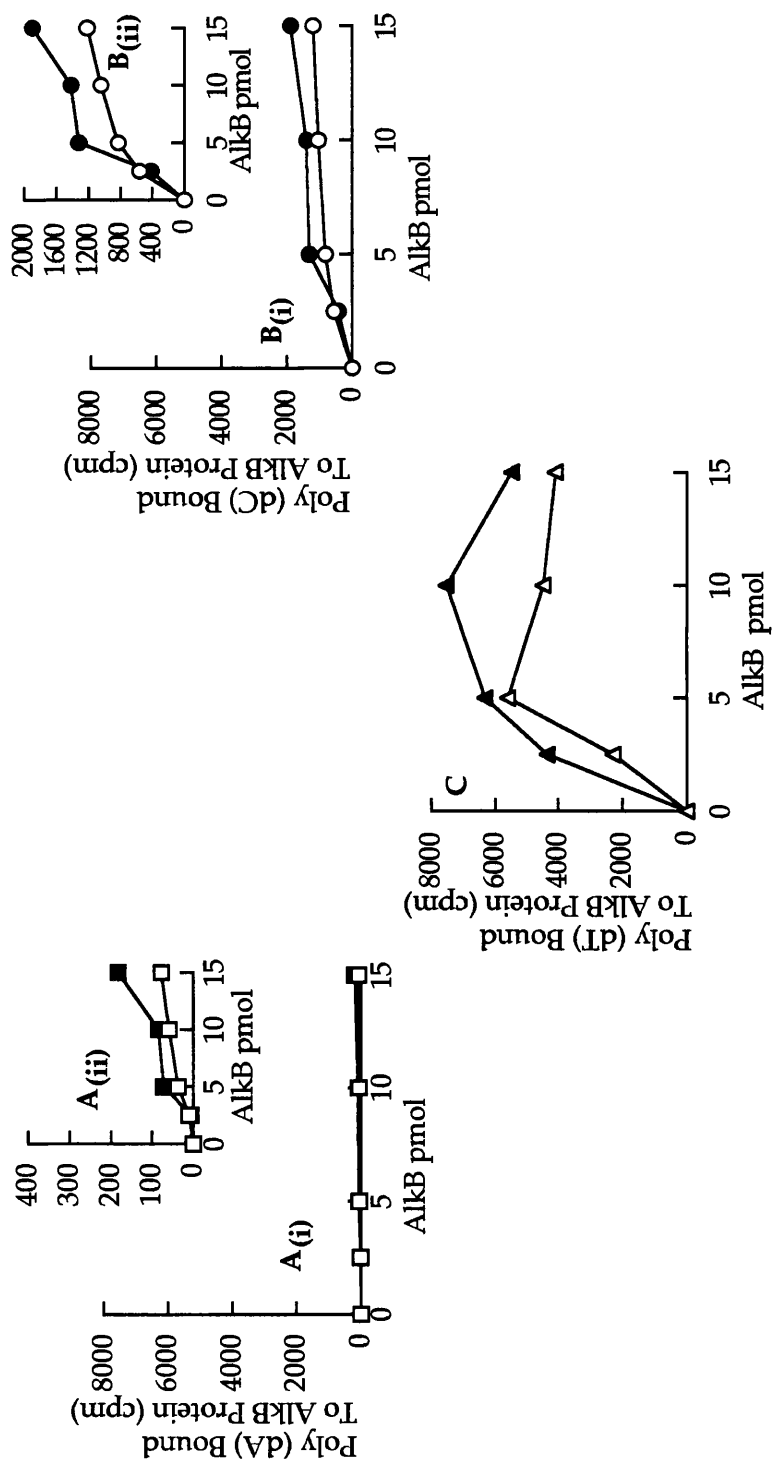 Poly (dA) Bound
To AlkB Protein (cpm)
8000
6000
4000
2000
0
A(i)
0
5
10
15
AlkB pmol
400
300
200
100
0
A(ii)
0
5
10
15
AlkB pmol
Poly (dC) Bound
To AlkB Protein (cpm)
8000
6000
4000
2000
0
B(i)
0
5
10
15
AlkB pmol
2000
1600
1200
800
400
0
B(ii)
0
5
10
15
AlkB pmol
Poly (dT) Bound
To AlkB Protein (cpm)
8000
6000
4000
2000
0
C
0
5
10
15
AlkB pmol